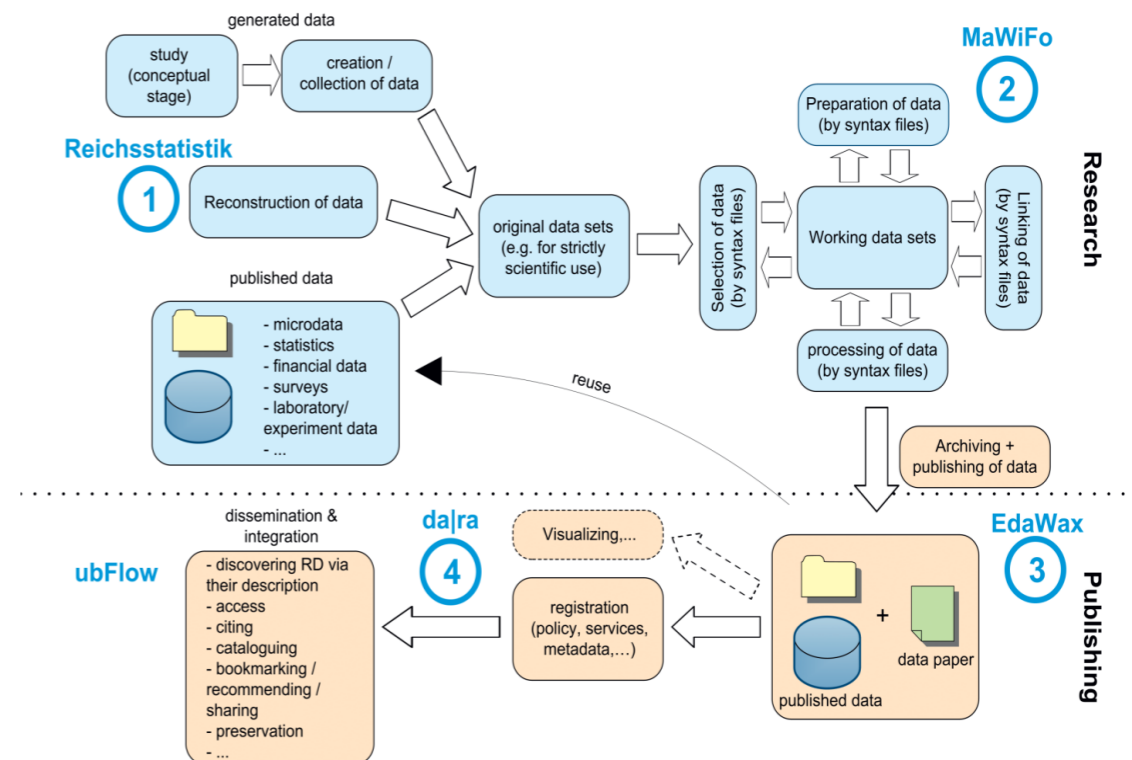 generated data
study
(conceptual
stage)
creation /
collection of data
MaWiFo
2
Preparation of data
(by syntax files)
Reichsstatistik
1
Reconstruction of data
original data sets
(e.g. for strictly
scientific use)
Selection of data
(by syntax files)
Working data sets
Linking of data
(by syntax files)
Research
published data
- microdata
- statistics
- financial data
- surveys
- laboratory/
experiment data
- ...
processing of data
(by syntax files)
reuse
Archiving +
publishing of data
dissemination &
integration
da|ra
4
Visualizing,...
EdaWax
3
ubFlow
- discovering RD via
their description
- access
- citing
- cataloguing
- bookmarking /
recommending /
sharing
- preservation
- ...
registration
(policy, services,
metadata,...)
+
data paper
published data
Publishing